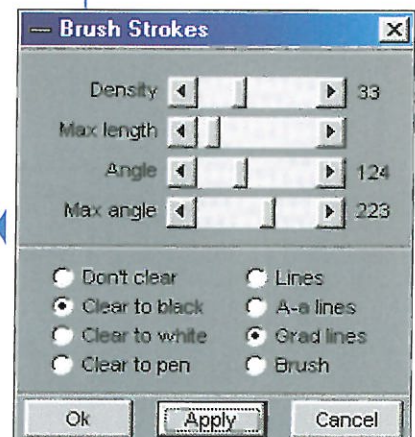 Brush Strokes
Density 33
Max length
Angle 124
Max angle 223
Don't clear
Clear to black
Clear to white
Clear to pen
Lines
A-a lines
Grad lines
Brush
Ok Apply Cancel